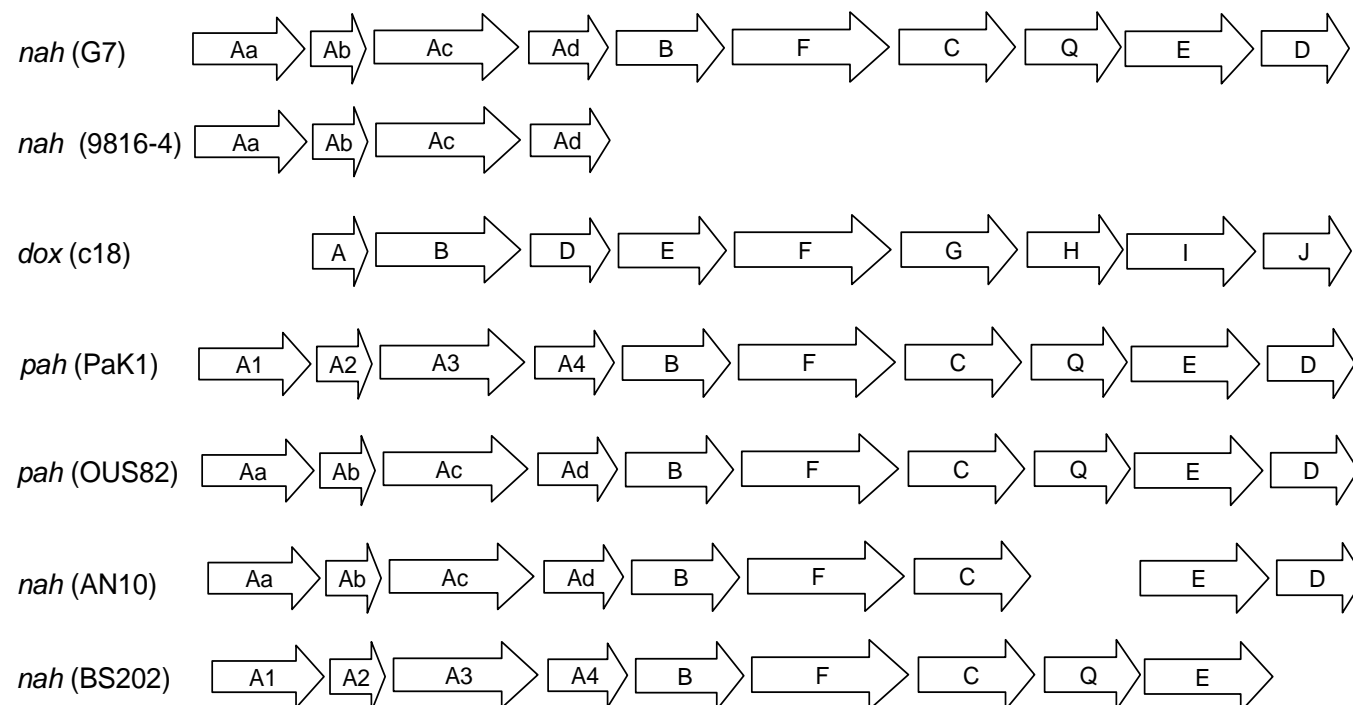 nah (G7) Aa Ab Ac Ad B F C Q E D
nah (9816-4) Aa Ab Ac Ad
dox (c18) A B D E F G H I J
pah (PaK1) A1 A2 A3 A4 B F C Q E D
pah (OUS82) Aa Ab Ac Ad B F C Q E D
nah (AN10) Aa Ab Ac Ad B F C E D
nah (BS202) A1 A2 A3 A4 B F C Q E